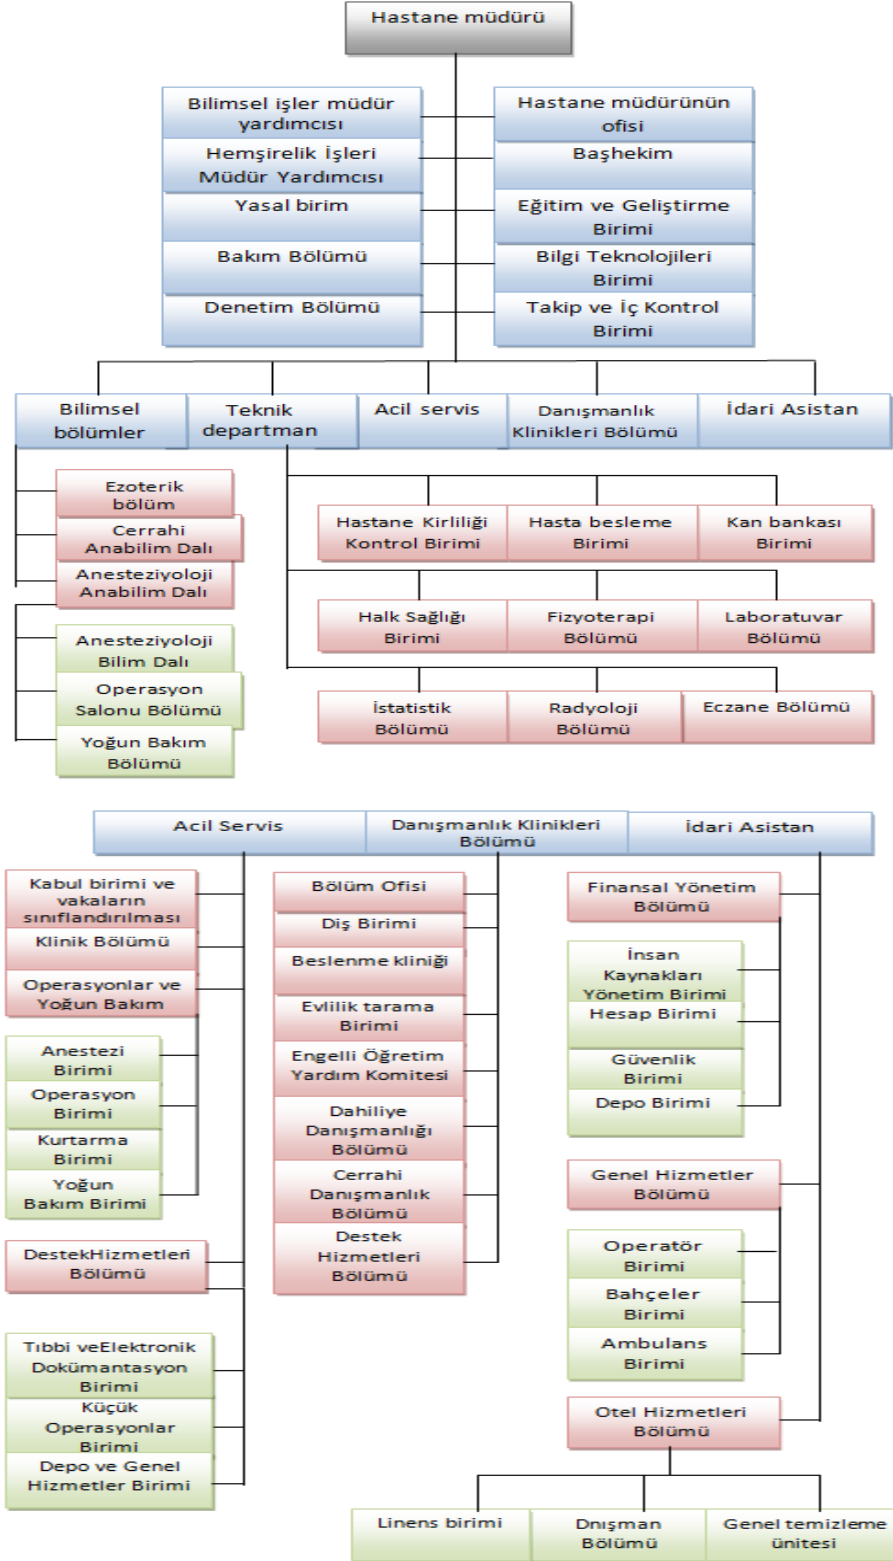 Hastane müdürü
Bilimsel işler müdür
yardımcısı
Hastane müdürünün
ofisi
Hemşirelik İşleri
Müdür Yardımcısı
Başhekim
Yasal birim
Eğitim ve Geliştirme
Birimi
Bakım Bölümü
Bilgi Teknolojileri
Birimi
Denetim Bölümü
Takip ve İç Kontrol
Birimi
Bilimsel
bölümler
Teknik
departman
Acil servis
Danışmanlık
Klinikleri Bölümü
İdari Asistan
Ezoterik
bölüm
Cerrahi
Anabilim Dalı
Anesteziyoloji
Anabilim Dalı
Anesteziyoloji
Bilim Dalı
Operasyon
Salonu Bölümü
Yoğun Bakım
Bölümü
Hastane Kirliliği
Kontrol Birimi
Hasta besleme
Birimi
Kan bankası
Birimi
Halk Sağlığı
Birimi
Fizyoterapi
Bölümü
Laboratuvar
Bölümü
İstatistik
Bölümü
Radyoloji
Bölümü
Eczane Bölümü
Acil Servis
Danışmanlık Klinikleri
Bölümü
İdari Asistan
Kabul birimi ve
vakaların
sınıflandırılması
Klinik Bölümü
Operasyonlar ve
Yoğun Bakım
Anestezi
Birimi
Operasyon
Birimi
Kurtarma
Birimi
Yoğun
Bakım Birimi
DestekHizmetleri
Bölümü
Tıbbi veElektronik
Dokümantasyon
Birimi
Küçük
Operasyonlar
Birimi
Depo ve Genel
Hizmetler Birimi
Bölüm Ofisi
Diş Birimi
Beslenme kliniği
Evlilik tarama
Birimi
Engelli Öğretim
Yardım Komitesi
Dahiliye
Danışmanlığı
Bölümü
Cerrahi
Danışmanlık
Bölümü
Destek
Hizmetleri
Bölümü
Finansal Yönetim
Bölümü
İnsan
Kaynakları
Yönetim Birimi
Hesap Birimi
Güvenlik
Birimi
Depo Birimi
Genel Hizmetler
Bölümü
Operatör
Birimi
Bahçeler
Birimi
Ambulans
Birimi
Otel Hizmetleri
Bölümü
Linens birimi
Dnışman
Bölümü
Genel temizleme
ünitesi